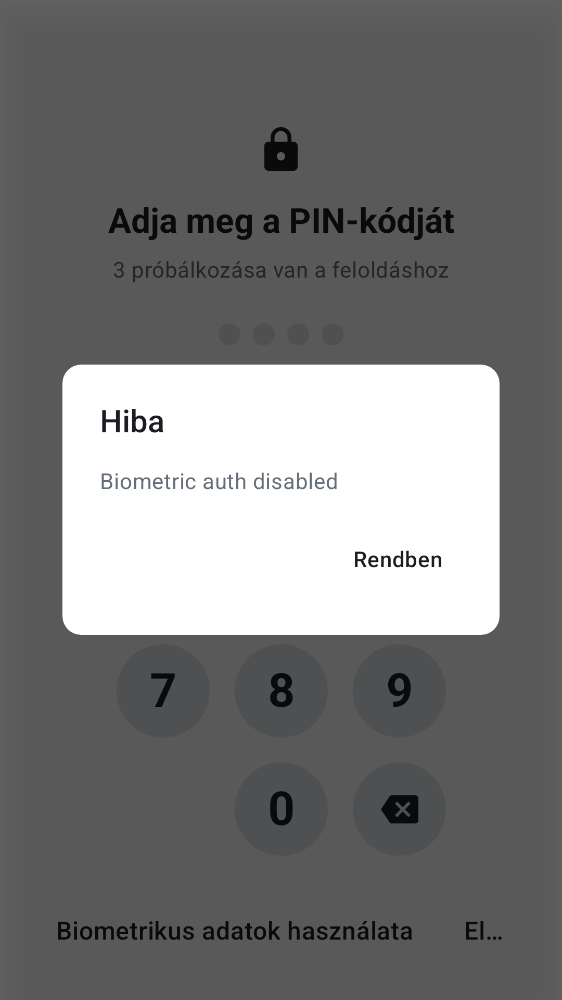 Adja meg a PIN-kódját
3 próbálkozása van a feloldáshoz
Hiba
Biometric auth disabled
Rendben
7 8 9
0
Biometrikus adatok használata El...